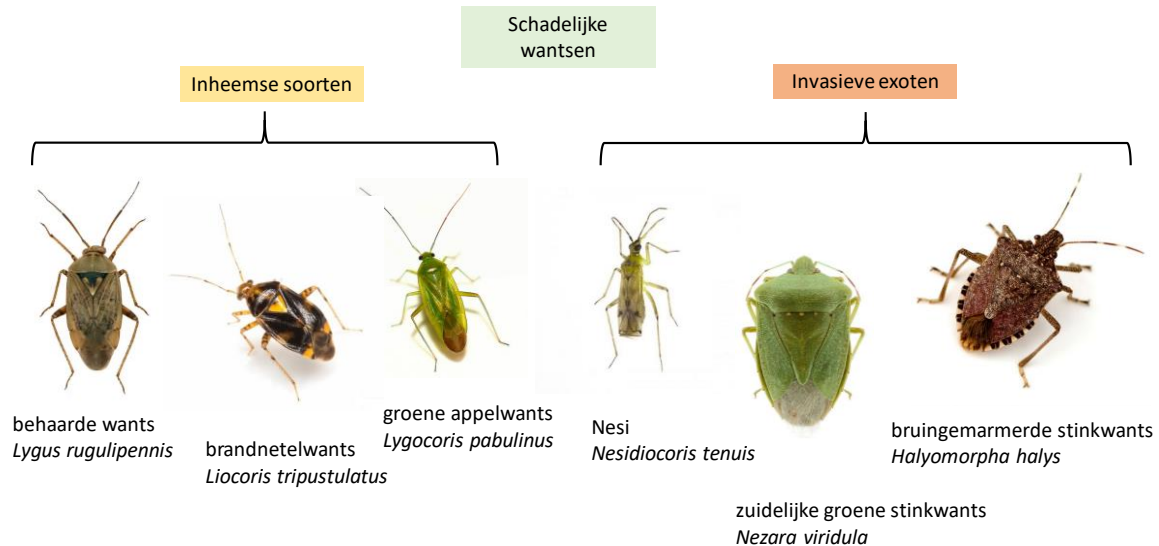 Schadelijke
wantsen
Inheemse soorten
Invasieve exoten
behaarde wants
Lygus rugulipennis
brandnetelwants
Liocoris tripustulatus
groene appelwants
Lygocoris pabulinus
Nesi
Nesidiocoris tenuis
zuidelijke groene stinkwants
Nezara viridula
bruingemarmerde stinkwants
Halyomorpha halys